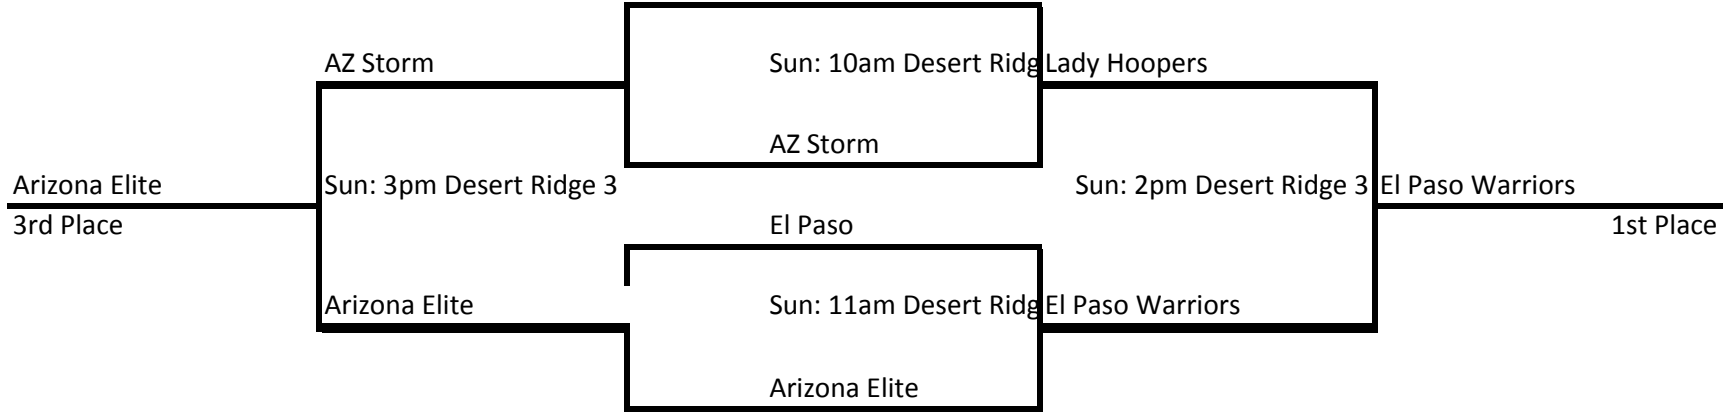 AZ Storm
Sun: 10am Desert Ridg
Lady Hoopers
AZ Storm
Arizona Elite
Sun: 3pm Desert Ridge 3
Sun: 2pm Desert Ridge 3
El Paso Warriors
3rd Place
El Paso
1st Place
Arizona Elite
Sun: 11am Desert Ridg
El Paso Warriors
Arizona Elite